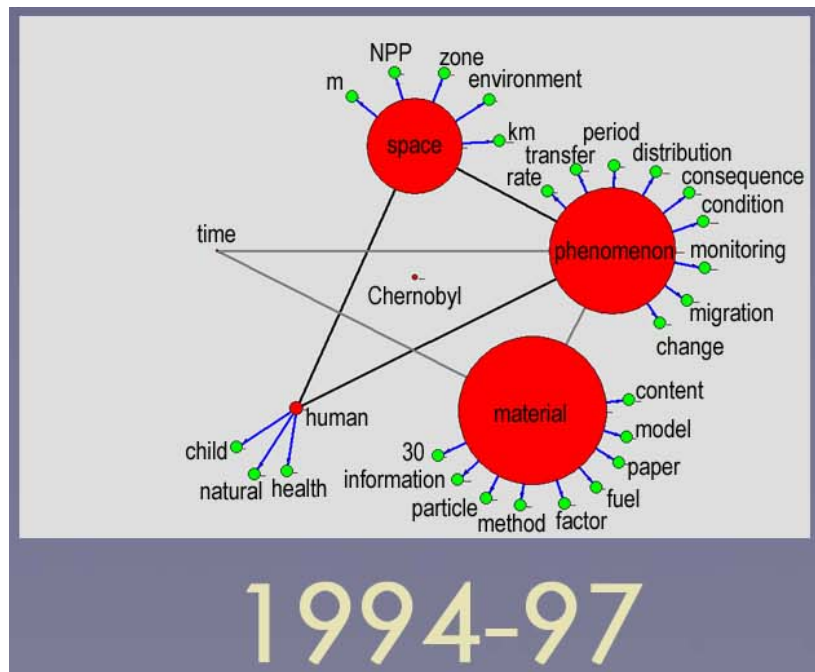 NPP
zone
m
environment
km
space
period
transfer
distribution
rate
consequence
condition
time
phenomenon
monitoring
Chernobyl
migration
change
content
human
material
model
child
30
paper
natural
health
information
fuel
particle
method
factor
1994-97